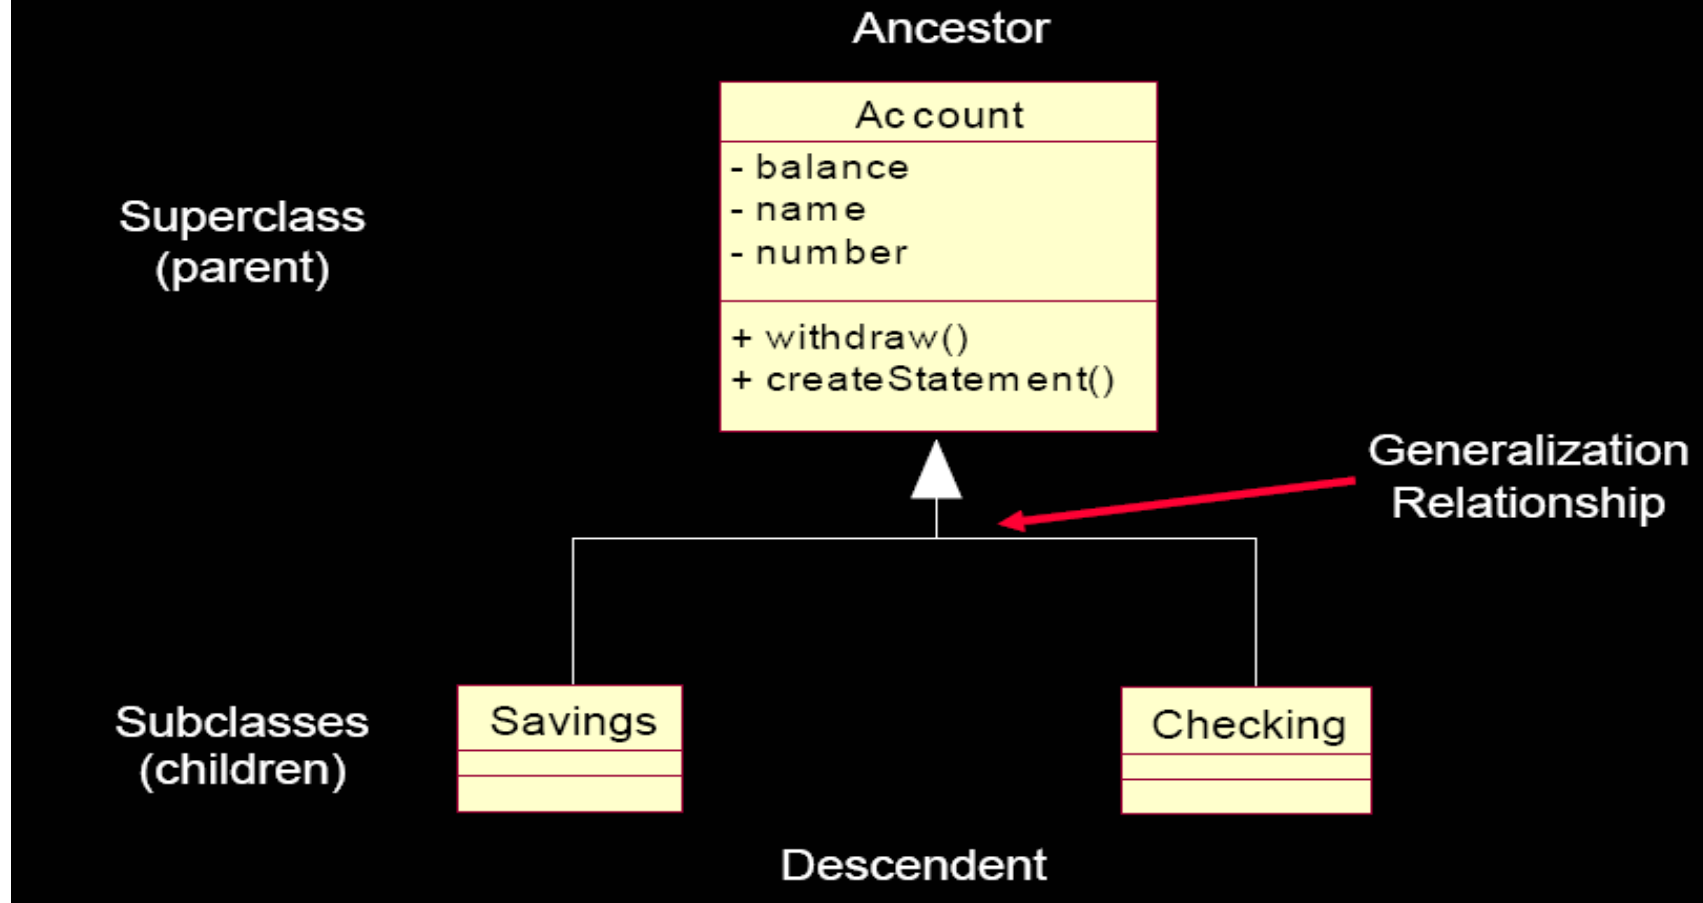 Ancestor
Account
- balance
- name
- number
Superclass
(parent)
+ withdraw()
+ createStatement()
Generalization
Relationship
Subclasses
(children)
Savings
Checking
Descendent